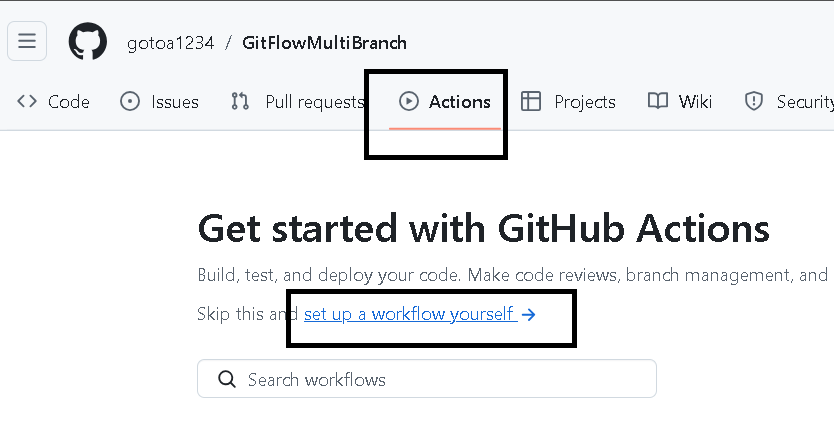 gotoa1234 / GitFlowMultiBranch
Code Issues Pull requests Actions Projects Wiki Security
Get started with GitHub Actions
Build, test, and deploy your code. Make code reviews, branch management, and
Skip this and set up a workflow yourself →
Search workflows